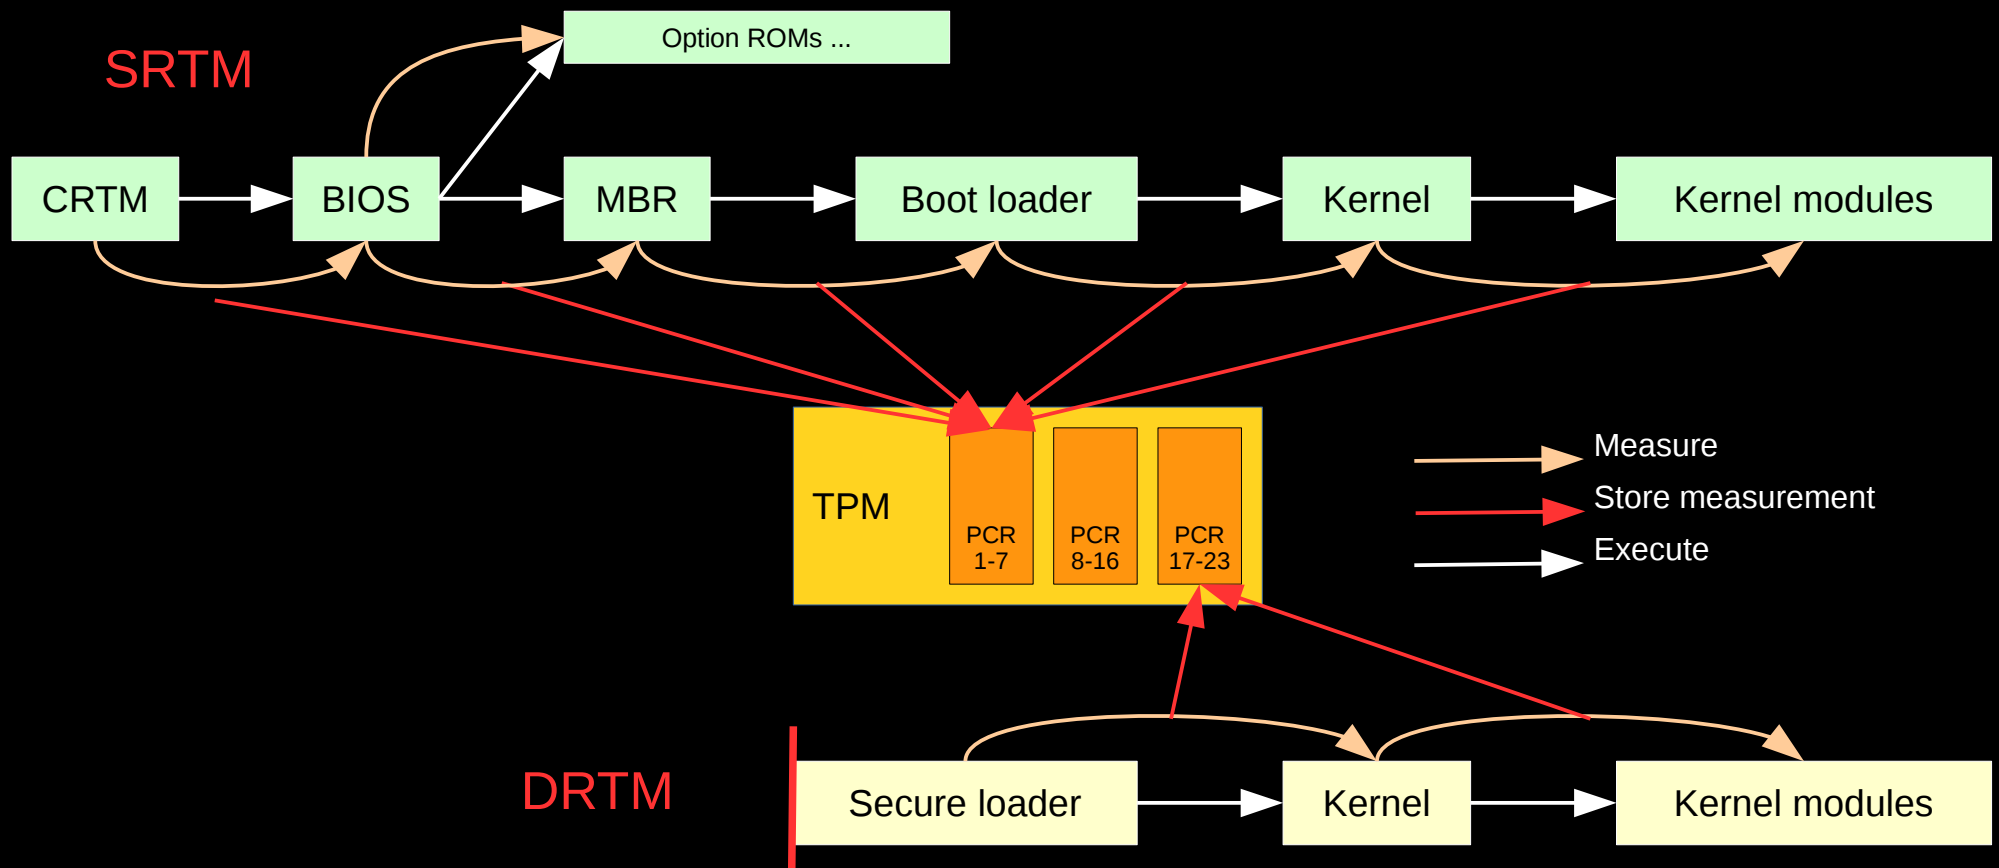 Option ROMs ...
SRTM
CRTM
BIOS
MBR
Boot loader
Kernel
Kernel modules
TPM
PCR
1-7
PCR
8-16
PCR
17-23
Measure
Store measurement
Execute
DRTM
Secure loader
Kernel
Kernel modules